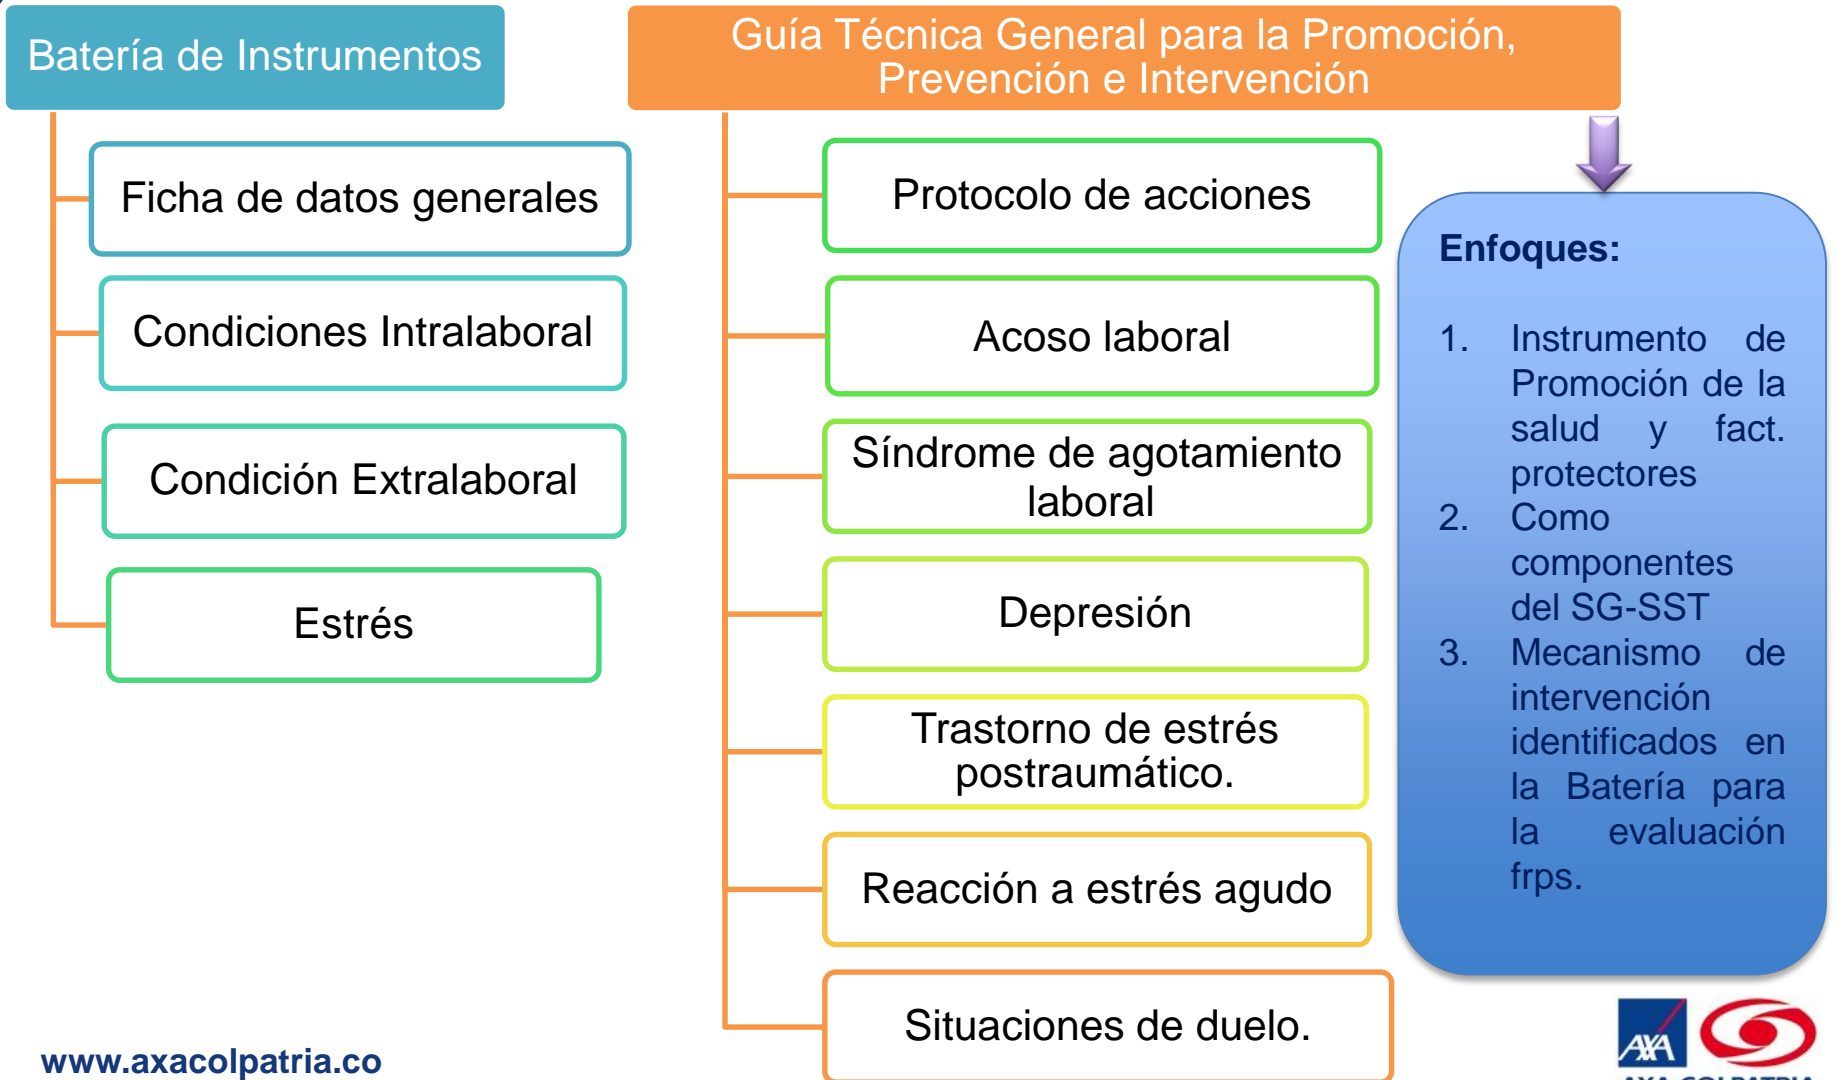 Batería de Instrumentos
Ficha de datos generales
Condiciones Intralaboral
Condición Extralaboral
Estrés
Guía Técnica General para la Promoción,
Prevención e Intervención
Protocolo de acciones
Acoso laboral
Síndrome de agotamiento
laboral
Depresión
Trastorno de estrés
postraumático.
Reacción a estrés agudo
Situaciones de duelo.
Enfoques:
1. Instrumento de
Promoción de la
salud y fact.
protectores
2. Como
componentes
del SG-SST
3. Mecanismo de
intervención
identificados en
la Batería para
la evaluación
frps.
www.axacolpatria.co
AXA
AXA COLPATRIA